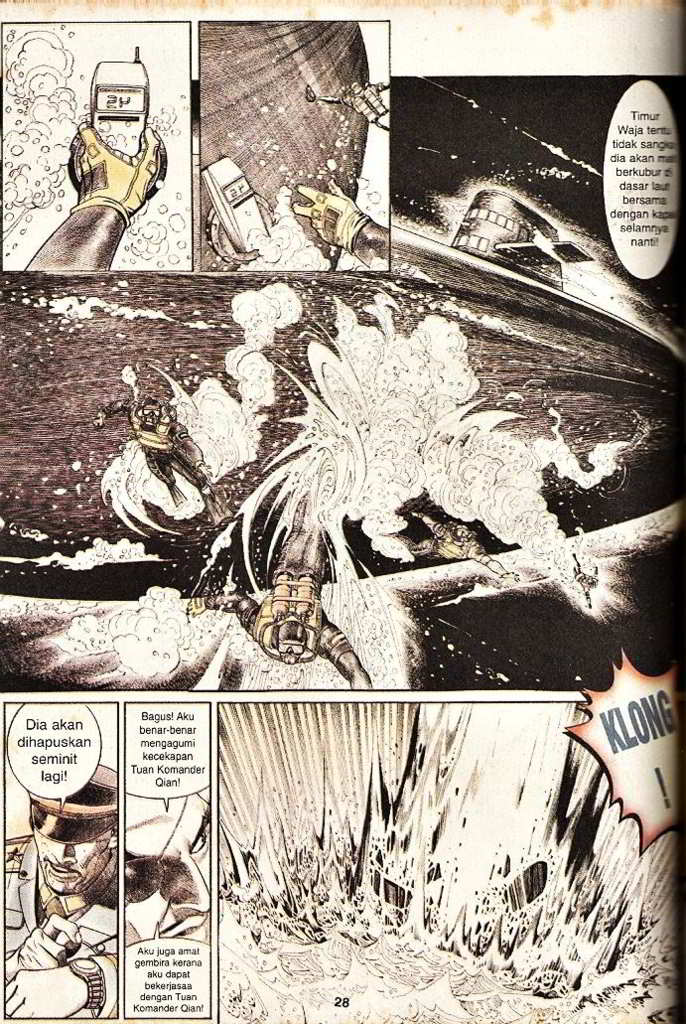 24
24
Timur
Waja tentu
tidak sangka
dia akan mati
berkubur di
dasar laut
bersama
dengan kapal
selamnya
nanti!
Dia akan
dihapuskan
seminit
lagi!
Bagus! Aku
benar-benar
mengagumi
kecekapan
Tuan Komander
Qian!
Aku juga amat
gembira kerana
aku dapat
bekerjasaa
dengan Tuan
Komander Qian!
KLONG
!
28